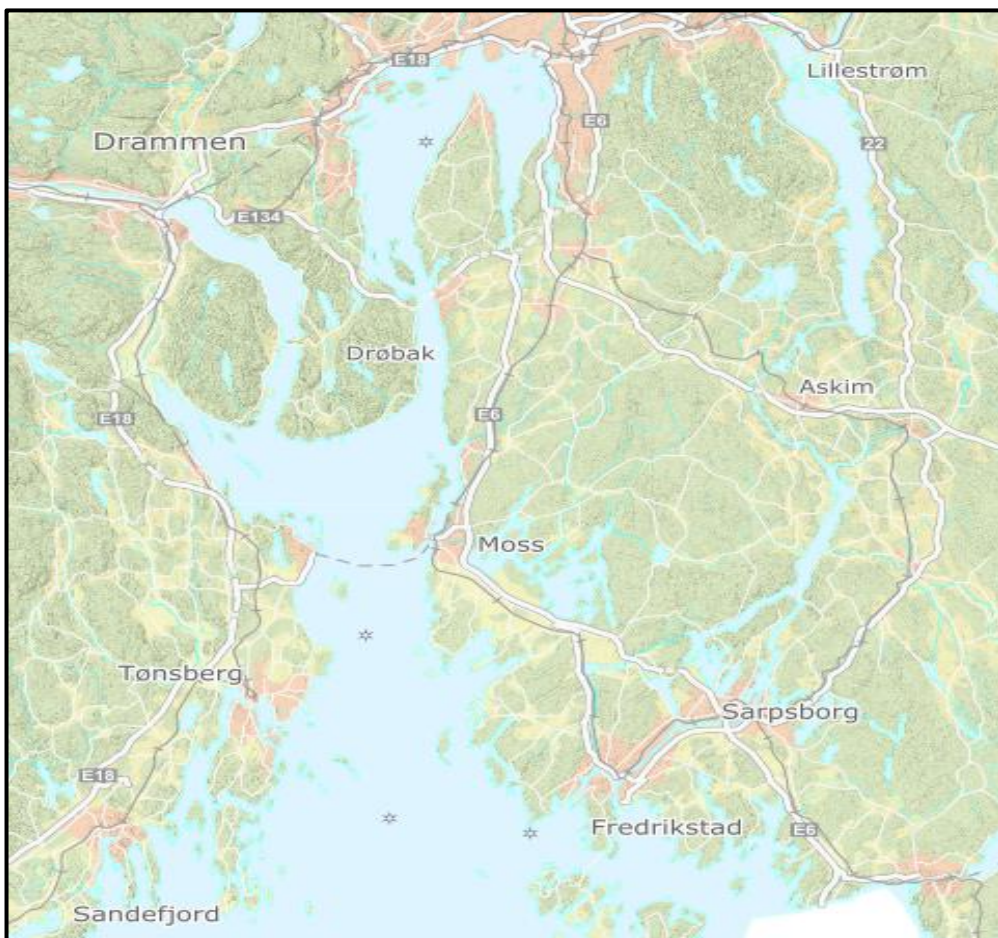 E18
Lillestrøm
E6
Drammen
22
E134
Drøbak
Askim
E18
E6
Moss
Tønsberg
Sarpsborg
E18
Fredrikstad
E6
Sandefjord